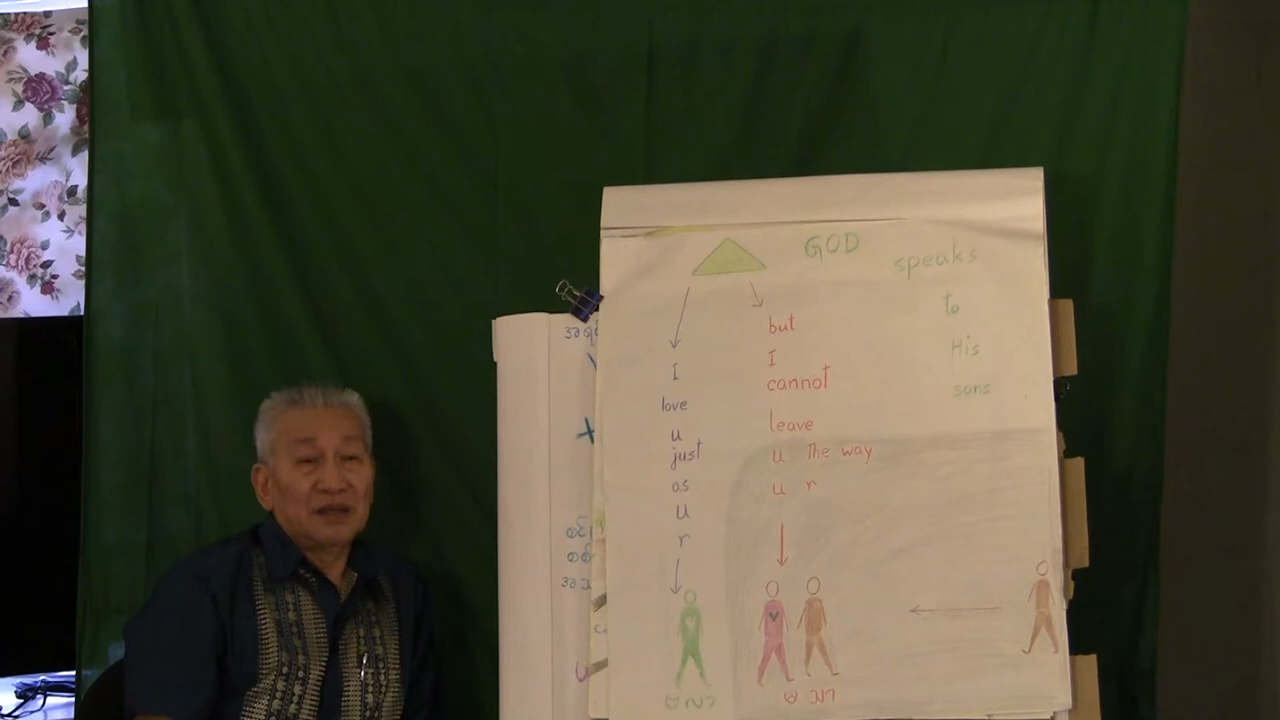 GOD
speaks
to
His
sons
I
love
u
just
as
u
r
but
I
cannot
leave
u the way
u r